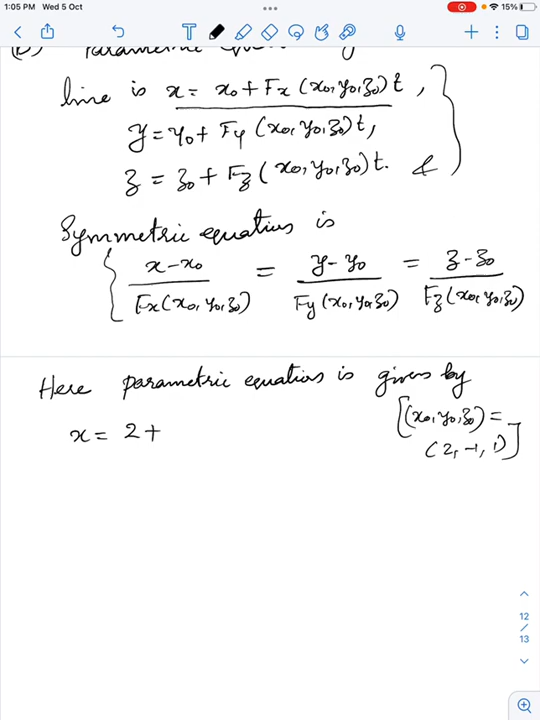 1:05 PM Wed 5 Oct
15%
(b) Parametric equation
line is x = x₀ + Fx (x₀, y₀, z₀) t ,
y = y₀ + Fy (x₀, y₀, z₀) t,
z = z₀ + Fz (x₀, y₀, z₀) t. &
Symmetric equation is
{ x - x₀ / Fx (x₀, y₀, z₀) = y - y₀ / Fy (x₀, y₀, z₀) = z - z₀ / Fz (x₀, y₀, z₀)
Here parametric equation is given by
[(x₀, y₀, z₀) =
x = 2 +
(2, -1, 1)]
12
/
13